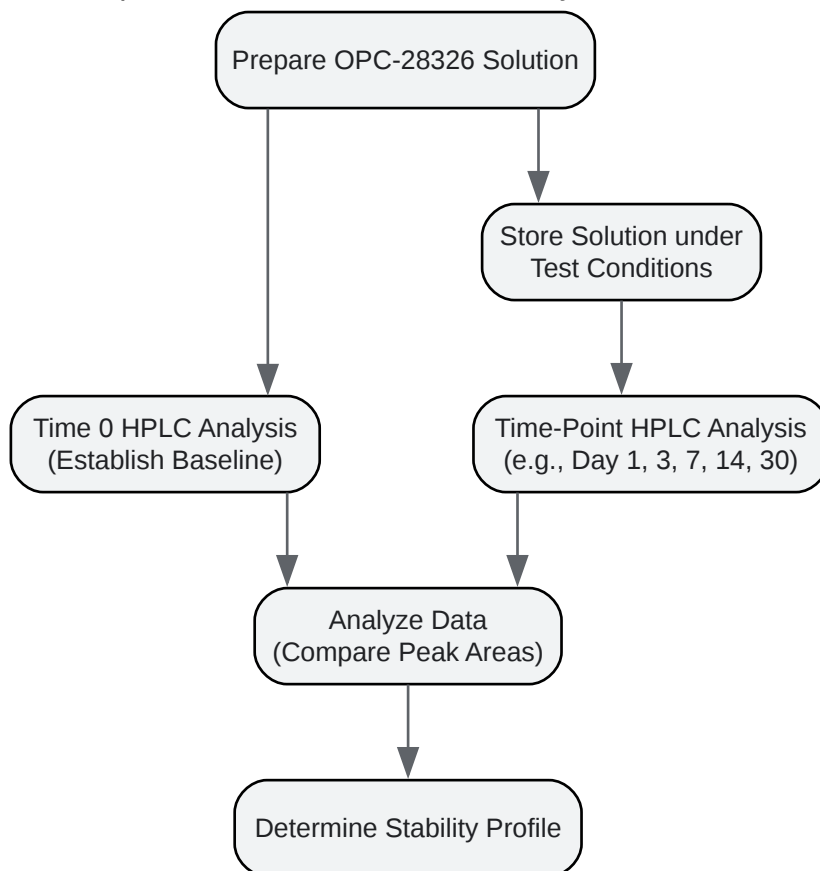 Prepare OPC-28326 Solution
Store Solution under
Test Conditions
Time 0 HPLC Analysis
(Establish Baseline)
Time-Point HPLC Analysis
(e.g., Day 1, 3, 7, 14, 30)
Analyze Data
(Compare Peak Areas)
Determine Stability Profile